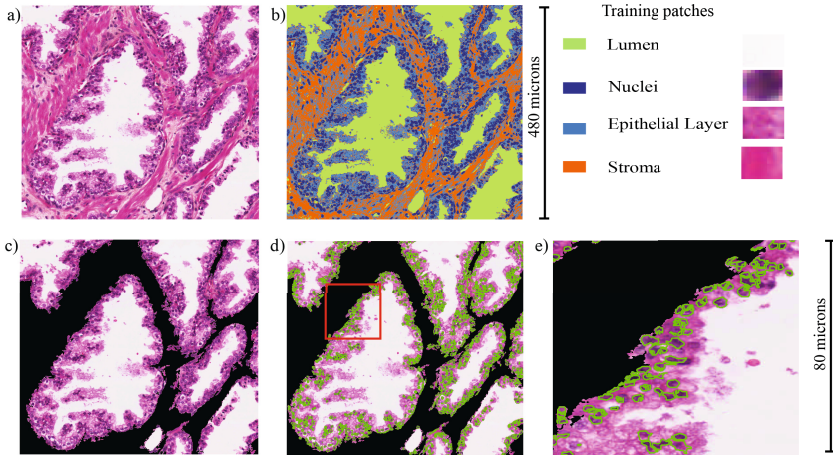 a)
b)
480 microns
Training patches
Lumen
Nuclei
Epithelial Layer
Stroma
c)
d)
e)
80 microns